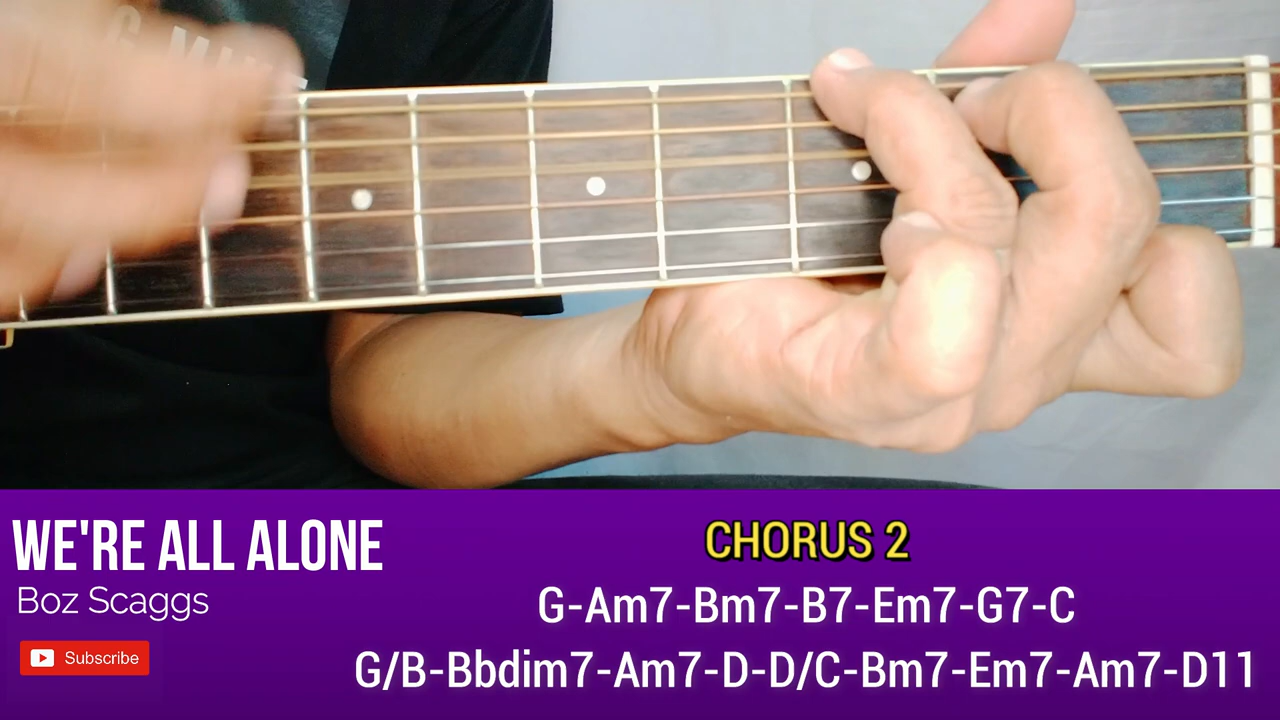 WE'RE ALL ALONE
Boz Scaggs
Subscribe
CHORUS 2
G-Am7-Bm7-B7-Em7-G7-C
G/B-Bbdim7-Am7-D-D/C-Bm7-Em7-Am7-D11